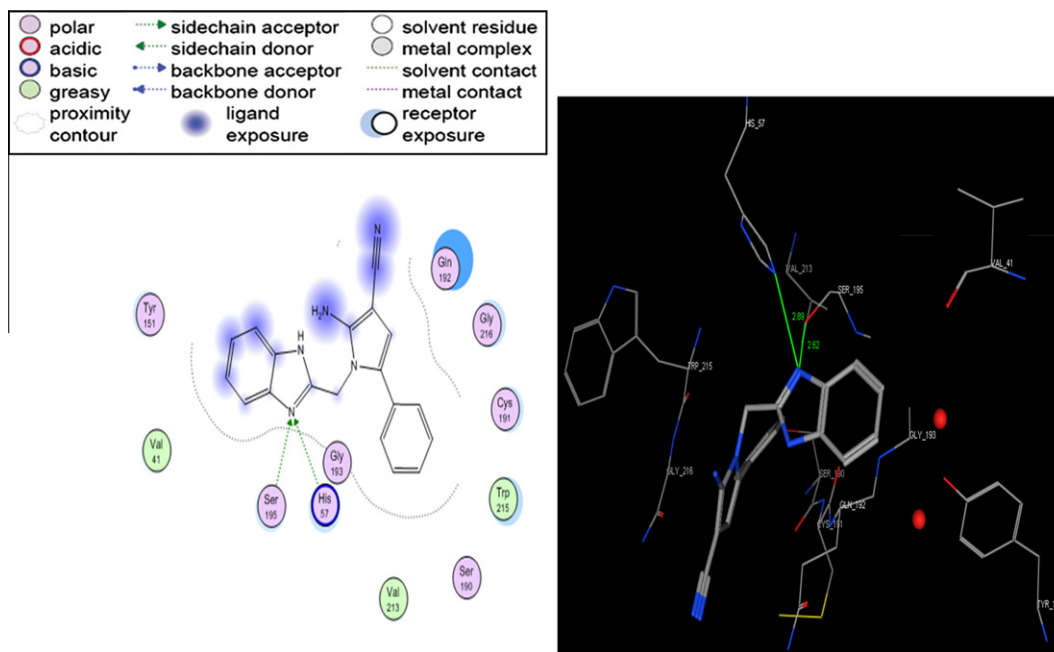 polar
sidechain acceptor
solvent residue
acidic
sidechain donor
metal complex
basic
backbone acceptor
solvent contact
greasy
backbone donor
metal contact
proximity contour
ligand exposure
receptor exposure
N
Gln 192
H₂N
Tyr 151
Gly 216
H
N
N
N
Cys 191
Val 41
Gly 193
Trp 215
Ser 195
His 57
Ser 190
Val 213
HIS_57
VAL_213
VAL_41
SER_195
2.89
2.62
TRP_215
GLY_193
GLY_216
SER_190
GLN_192
CYS_191